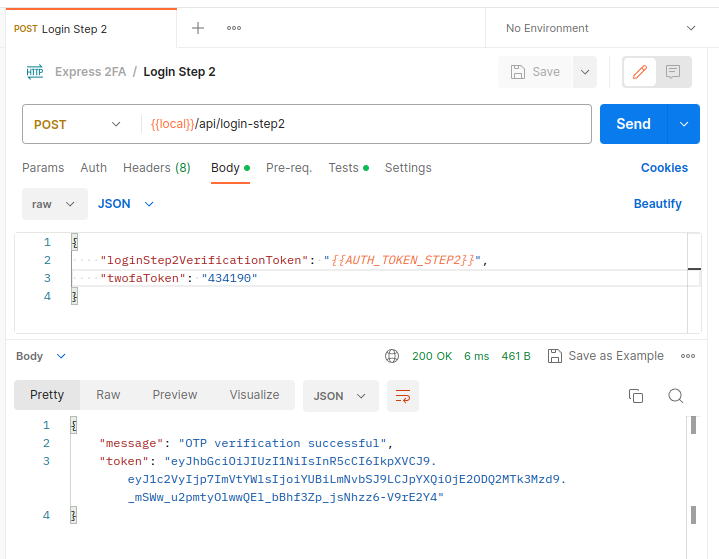 POST Login Step 2
No Environment
HTTP Express 2FA / Login Step 2
Save
POST {{local}}/api/login-step2 Send
Params Auth Headers (8) Body Pre-req. Tests Settings Cookies
raw JSON Beautify
1 {
2 "loginStep2VerificationToken": "{{AUTH_TOKEN_STEP2}}",
3 "twofaToken": "434190"
4 }
Body 200 OK 6 ms 461 B Save as Example
Pretty Raw Preview Visualize JSON
1 {
2 "message": "OTP verification successful",
3 "token": "eyJhbGciOiJIUzI1NiIsInR5cCI6IkpXVCJ9.
eyJ1c2VyIjp7ImVtYWlsIjoiYUBiLmNvbSJ9LCJpYXQiOjE2ODQ2MTk3Mzd9.
_mSWw_u2pmtyOlwwQEl_bBhf3Zp_jsNhzz6-V9rE2Y4"
4 }